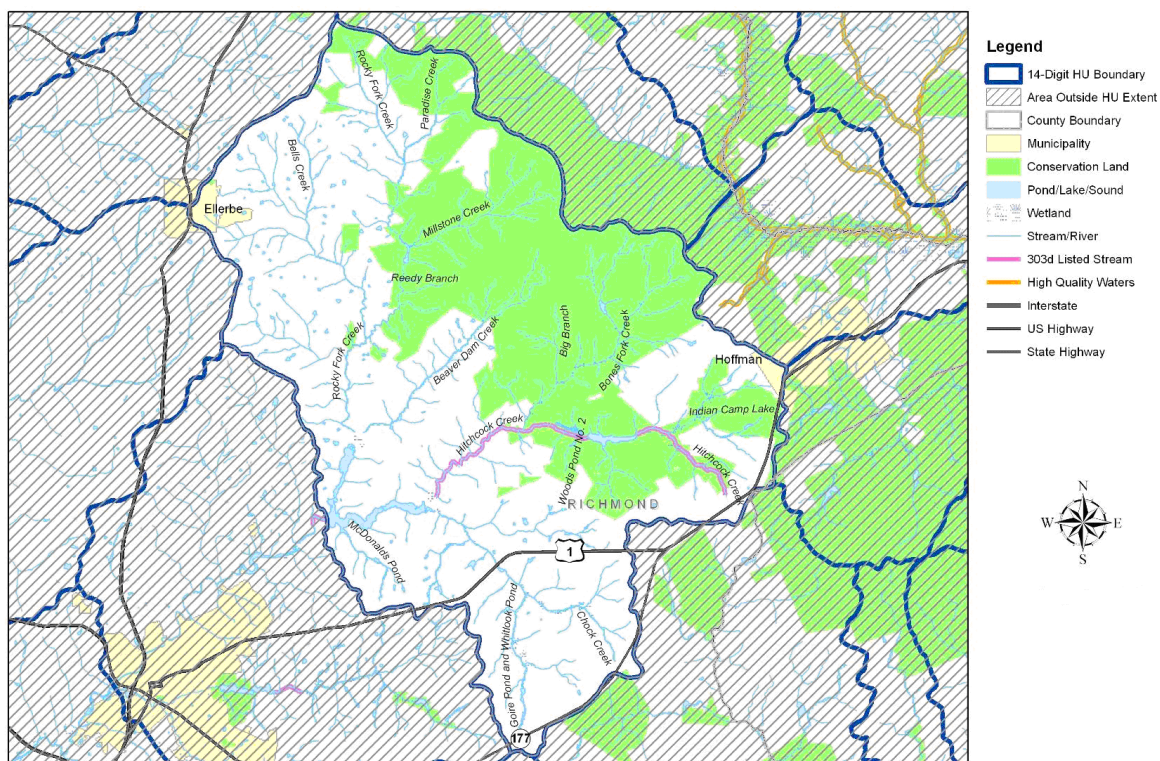 Legend
14-Digit HU Boundary
Area Outside HU Extent
County Boundary
Municipality
Conservation Land
Pond/Lake/Sound
Wetland
Stream/River
303d Listed Stream
High Quality Waters
Interstate
US Highway
State Highway
N
W E
S
Rocky Fork Creek
Paradise Creek
Bells Creek
Ellerbe
Millstone Creek
Reedy Branch
Big Branch
Bones Fork Creek
Rocky Fork Creek
Beaver Dam Creek
Hoffman
Indian Camp Lake
Hitchcock Creek
Woods Pond No. 2
Hitchcock Creek
RICHMOND
McDonalds Pond
1
Goire Pond and Whitlook Pond
Chock Creek
177